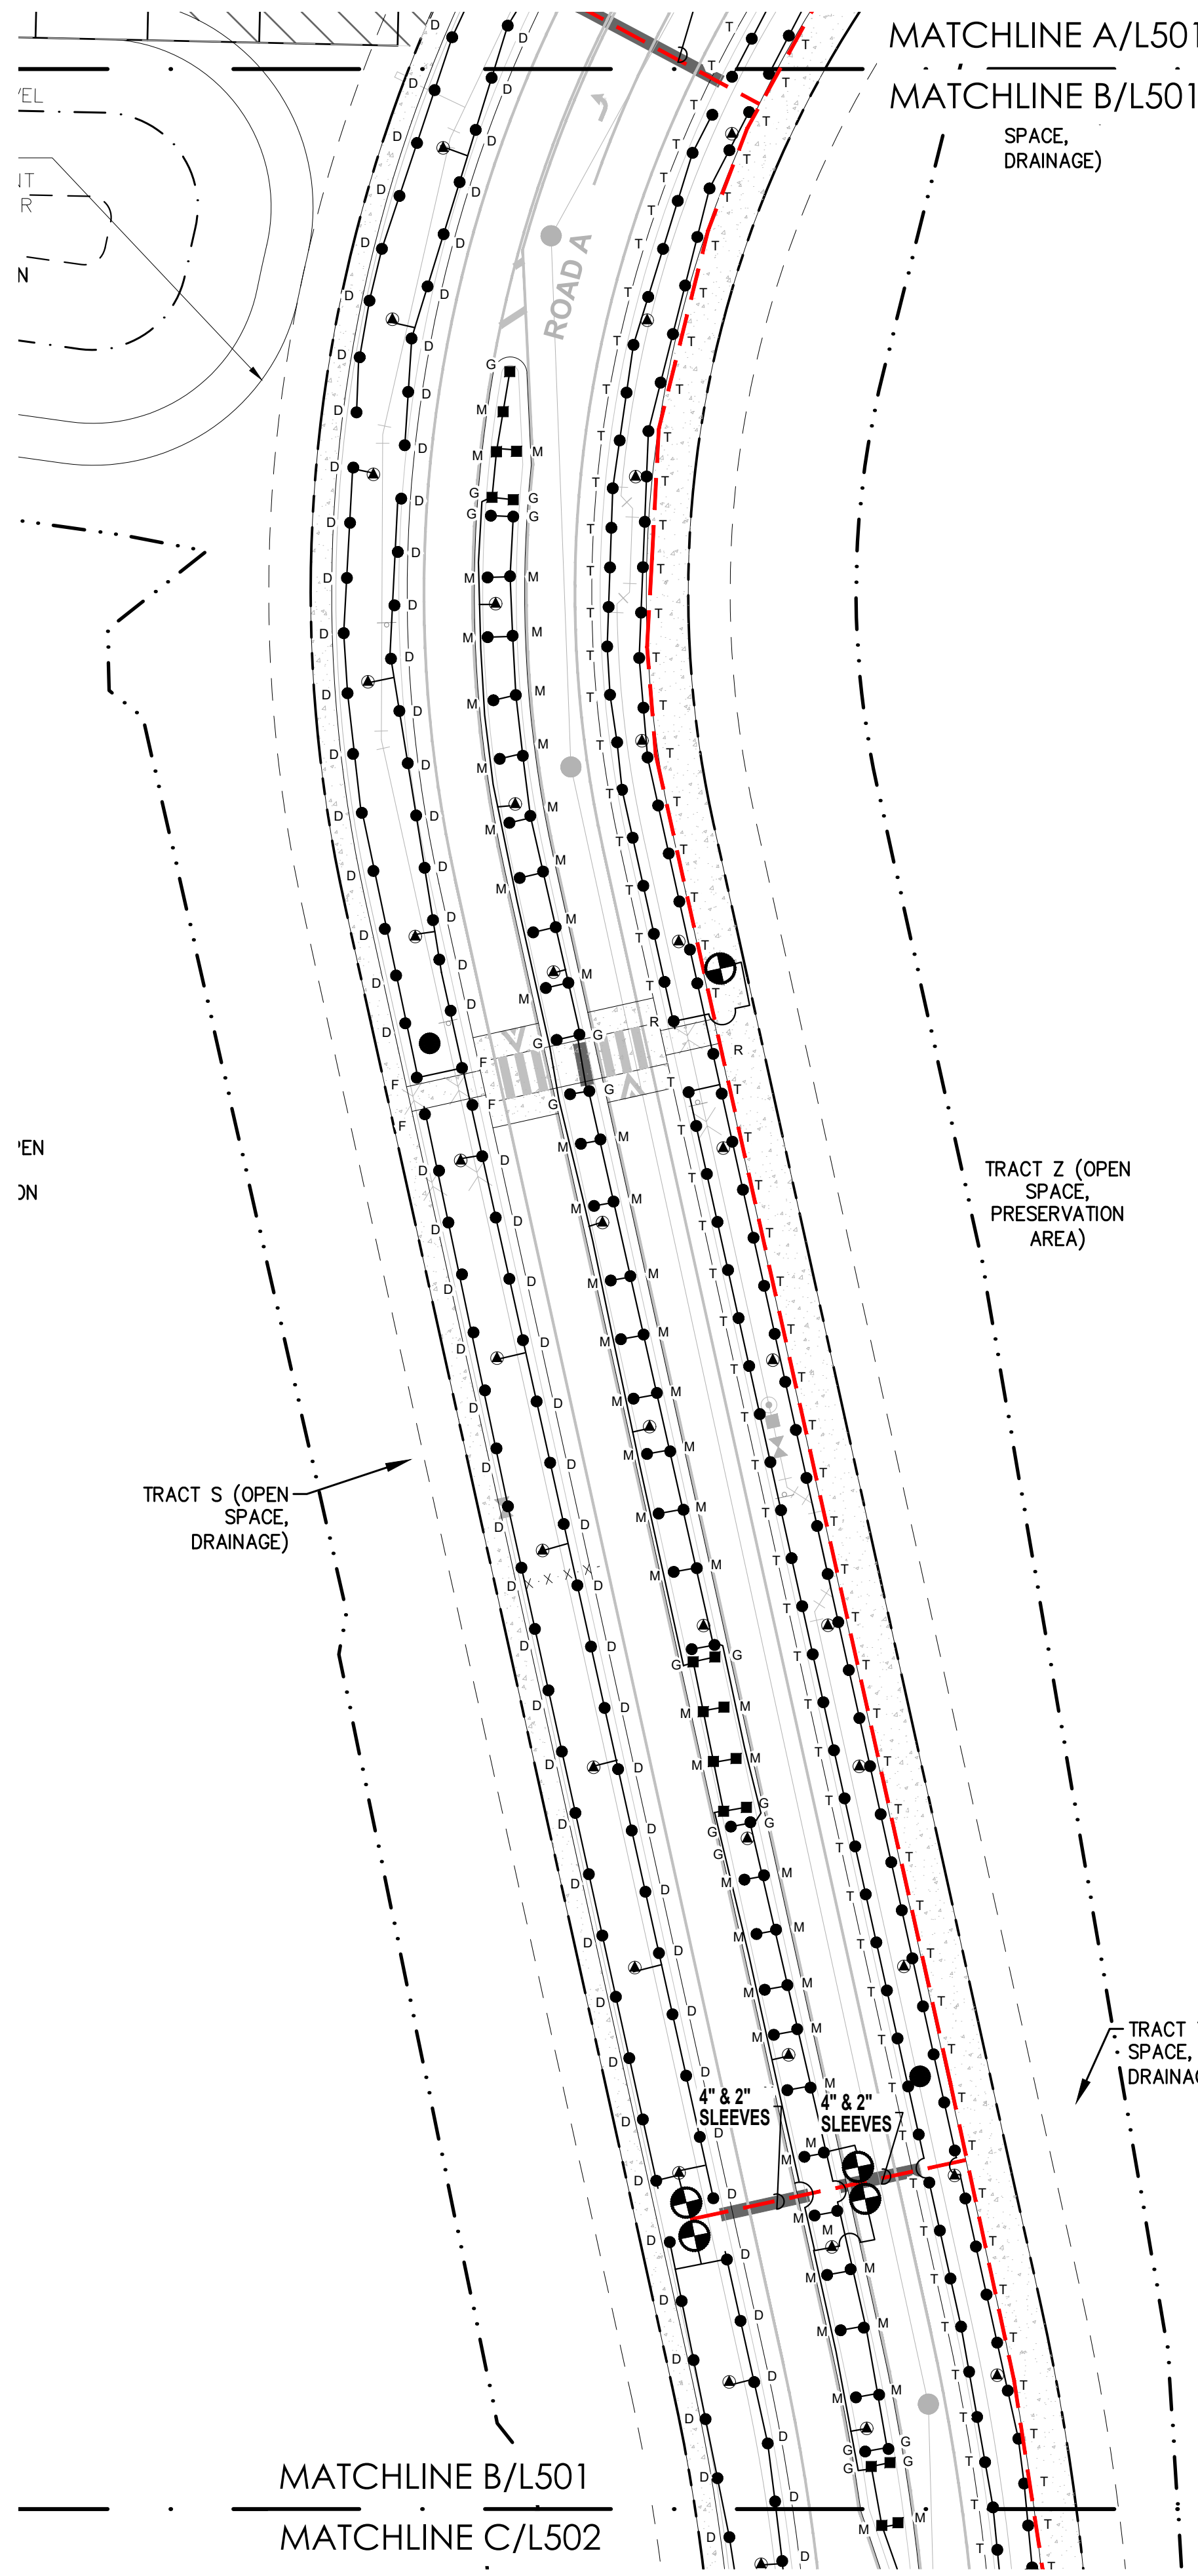 MATCHLINE A/L501
MATCHLINE B/L501
SPACE,
DRAINAGE)
ROAD A
TRACT Z (OPEN
SPACE,
PRESERVATION
AREA)
TRACT S (OPEN
SPACE,
DRAINAGE)
TRACT
SPACE,
4" & 2"
SLEEVES
4" & 2"
SLEEVES
MATCHLINE B/L501
MATCHLINE C/L502